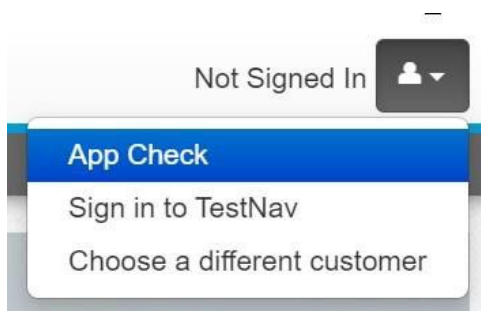 Not Signed In
App Check
Sign in to TestNav
Choose a different customer